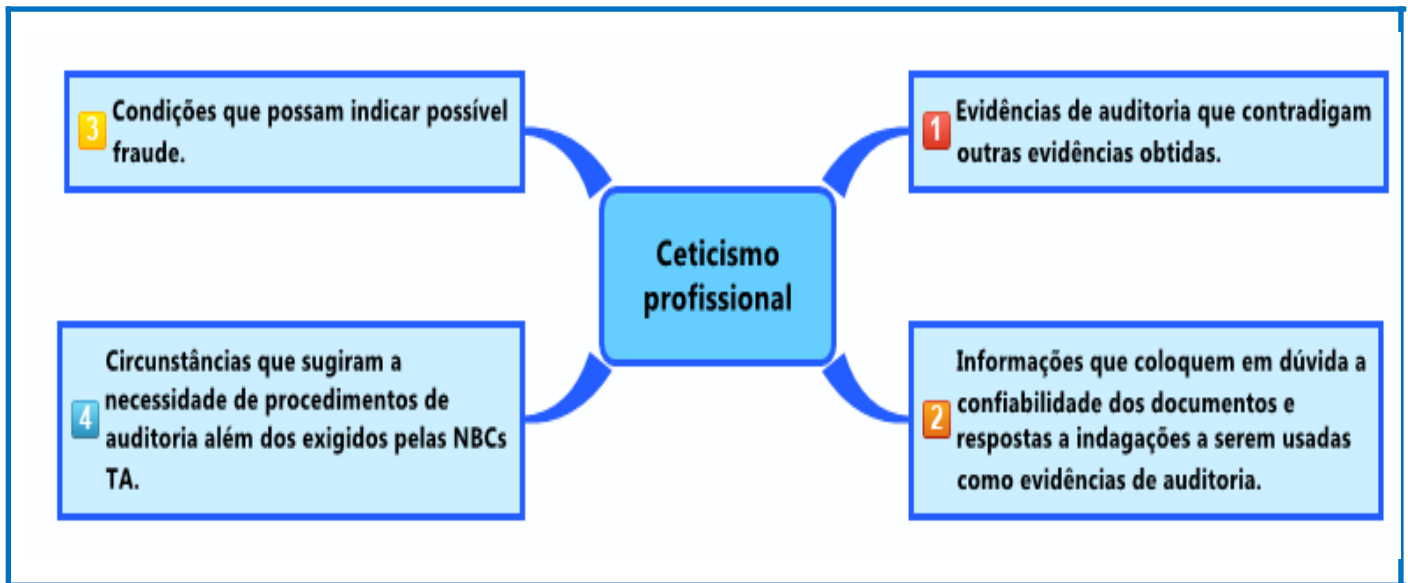 Ceticismo
profissional
1
Evidências de auditoria que contradigam
outras evidências obtidas.
2
Informações que coloquem em dúvida a
confiabilidade dos documentos e
respostas a indagações a serem usadas
como evidências de auditoria.
3
Condições que possam indicar possível
fraude.
4
Circunstâncias que sugiram a
necessidade de procedimentos de
auditoria além dos exigidos pelas NBCs
TA.